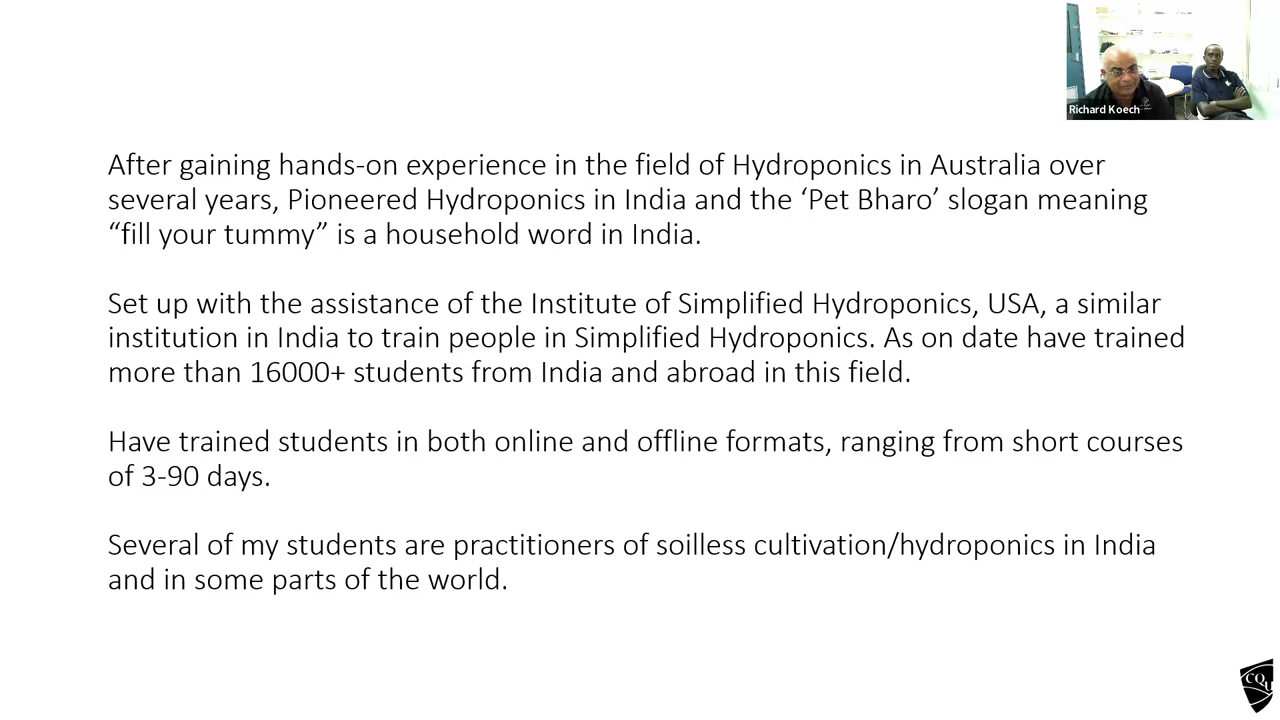 Richard Koech
After gaining hands-on experience in the field of Hydroponics in Australia over
several years, Pioneered Hydroponics in India and the ‘Pet Bharo’ slogan meaning
“fill your tummy” is a household word in India.
Set up with the assistance of the Institute of Simplified Hydroponics, USA, a similar
institution in India to train people in Simplified Hydroponics. As on date have trained
more than 16000+ students from India and abroad in this field.
Have trained students in both online and offline formats, ranging from short courses
of 3-90 days.
Several of my students are practitioners of soilless cultivation/hydroponics in India
and in some parts of the world.
CQU